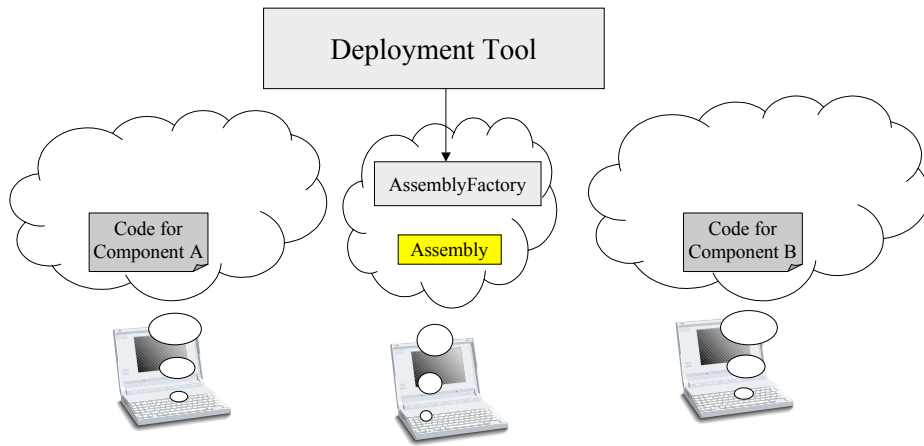 Deployment Tool
AssemblyFactory
Code for
Component A
Assembly
Code for
Component B